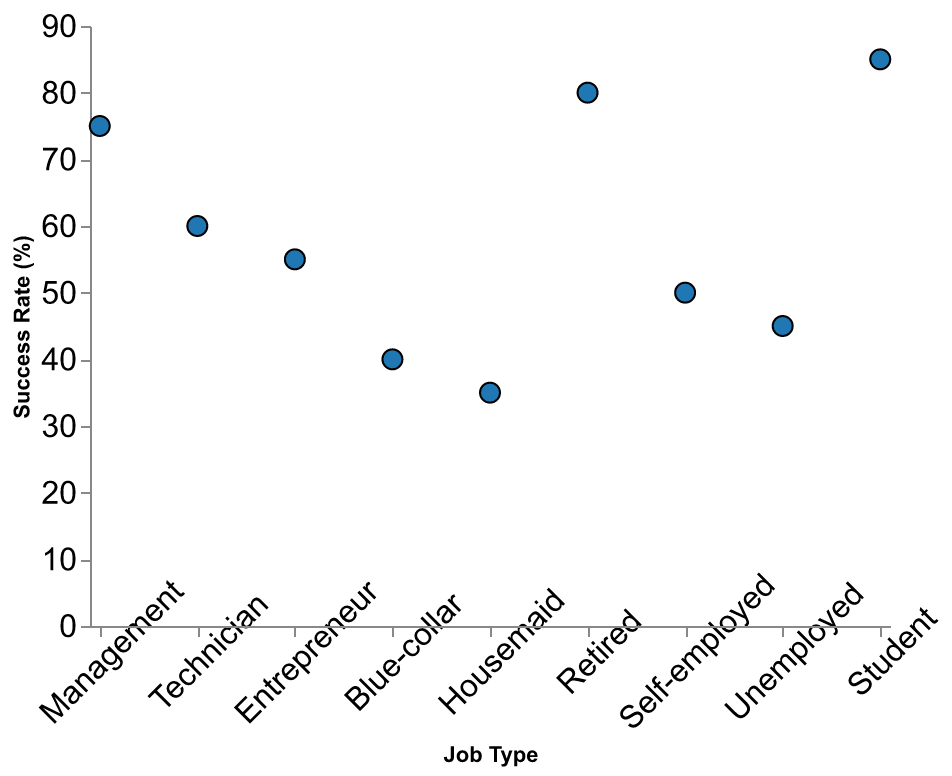 90
80
70
60
50
40
30
20
10
0
Success Rate (%)
Management
Technician
Entrepreneur
Blue-collar
Housemaid
Retired
Self-employed
Unemployed
Student
Job Type